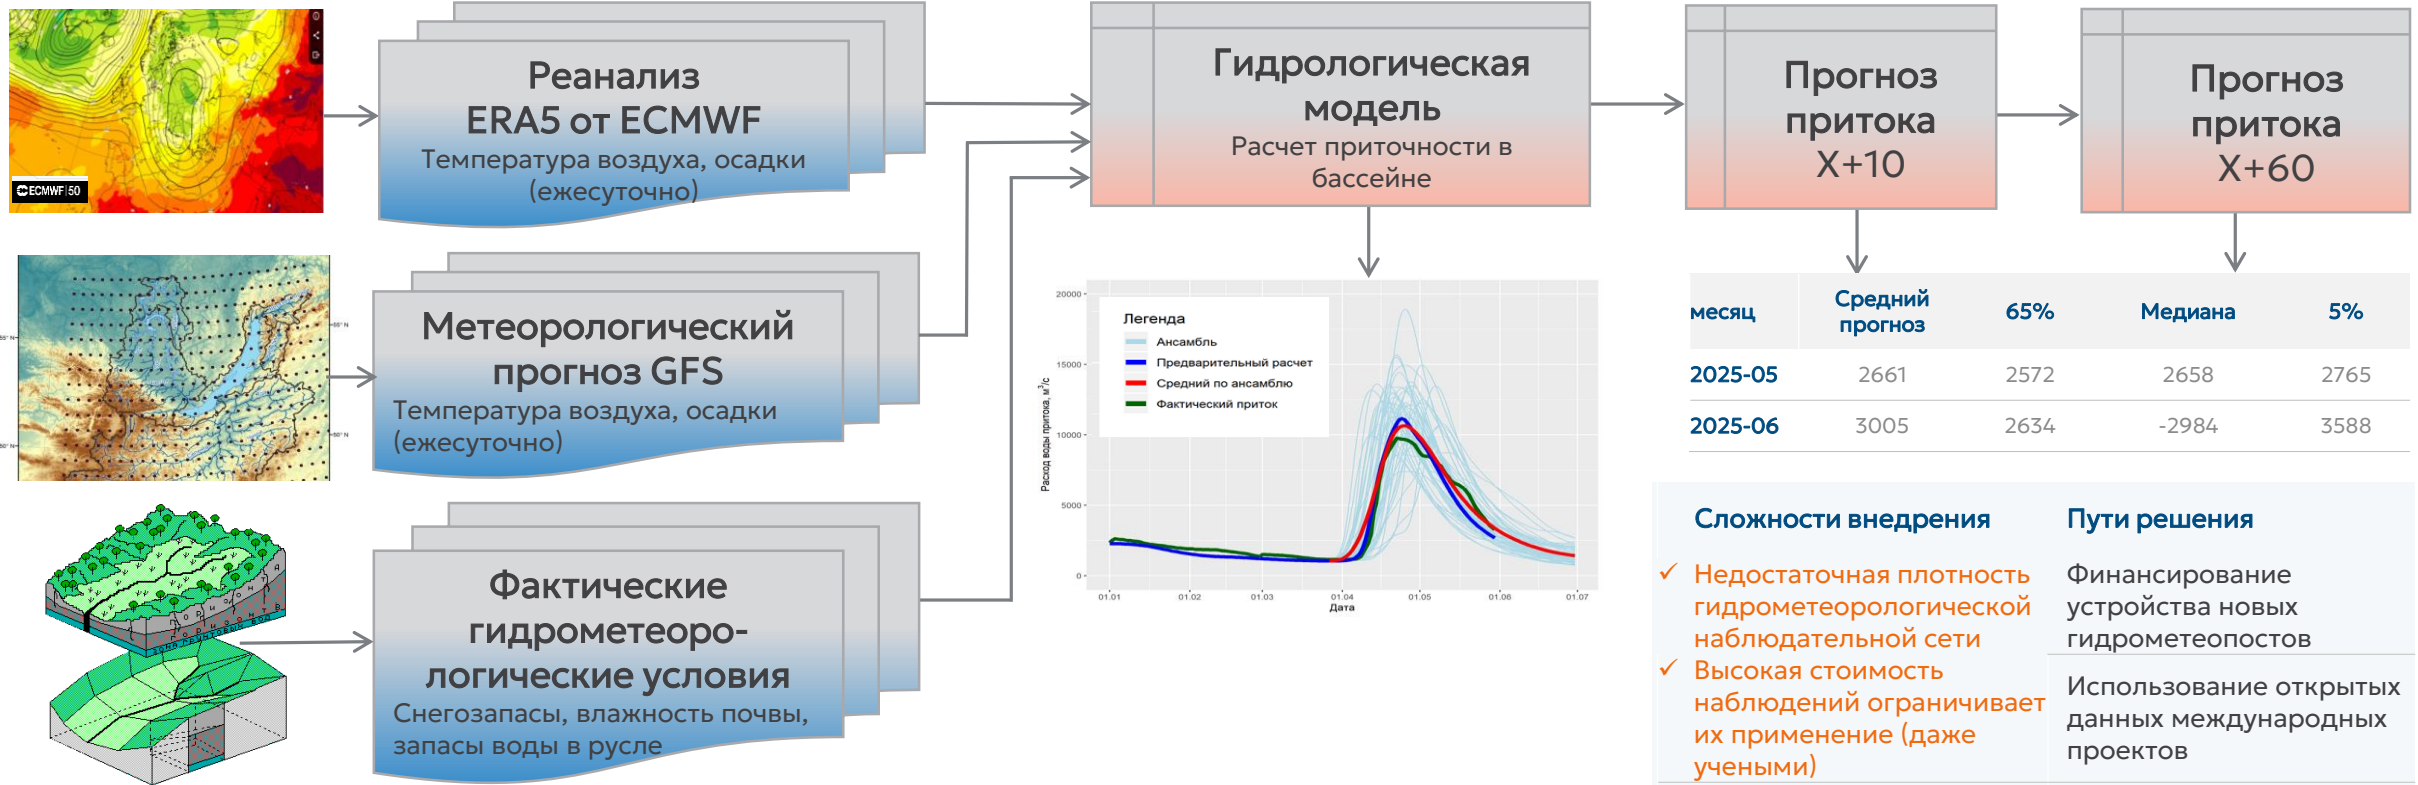 ECMWF|50
Реанализ
ERA5 от ECMWF
Температура воздуха, осадки
(ежесуточно)
Метеорологический
прогноз GFS
Температура воздуха, осадки
(ежесуточно)
Фактические
гидрометеоро-
логические условия
Снегозапасы, влажность почвы,
запасы воды в русле
Гидрологическая
модель
Расчет приточности в
бассейне
Прогноз
притока
X+10
Прогноз
притока
X+60
Легенда
Ансамбль
Предварительный расчет
Средний по ансамблю
Фактический приток
Расход воды притока, м³/с
20000
15000
10000
5000
0
01.01 01.02 01.03 01.04 01.05 01.06 01.07
Дата
месяц Средний прогноз 65% Медиана 5%
2025-05 2661 2572 2658 2765
2025-06 3005 2634 -2984 3588
Сложности внедрения
✓ Недостаточная плотность
гидрометеорологической
наблюдательной сети
✓ Высокая стоимость
наблюдений ограничивает
их применение (даже
учеными)
Пути решения
Финансирование
устройства новых
гидрометеопостов
Использование открытых
данных международных
проектов